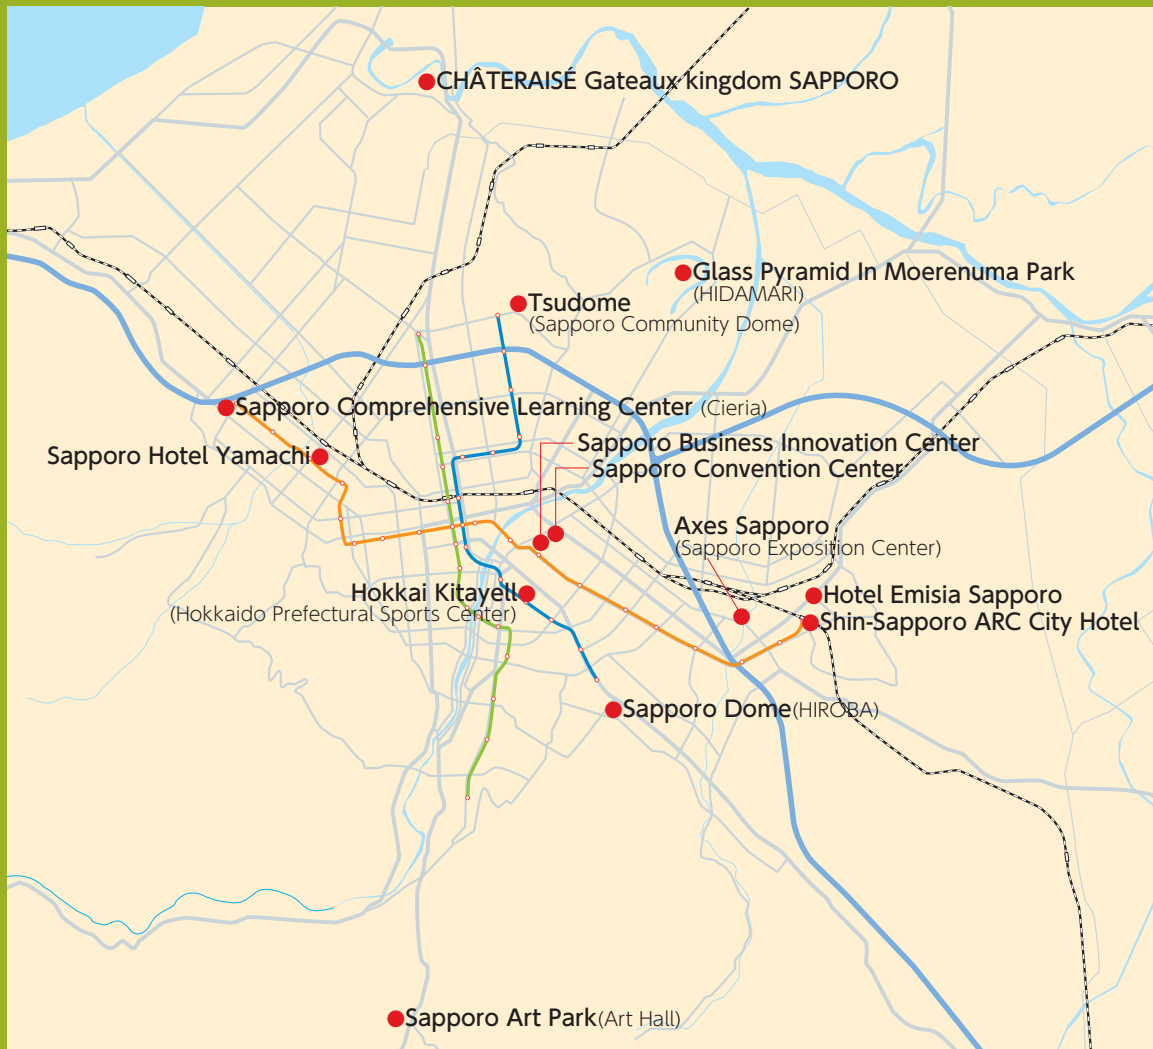 CHÂTERAISÉ Gateaux kingdom SAPPORO
Glass Pyramid In Moerenuma Park
(HIDAMARI)
Tsudome
(Sapporo Community Dome)
Sapporo Comprehensive Learning Center (Cieria)
Sapporo Business Innovation Center
Sapporo Hotel Yamachi
Sapporo Convention Center
Axes Sapporo
(Sapporo Exposition Center)
Hokkai Kitayell
(Hokkaido Prefectural Sports Center)
Hotel Emisia Sapporo
Shin-Sapporo ARC City Hotel
Sapporo Dome(HIROBA)
Sapporo Art Park(Art Hall)